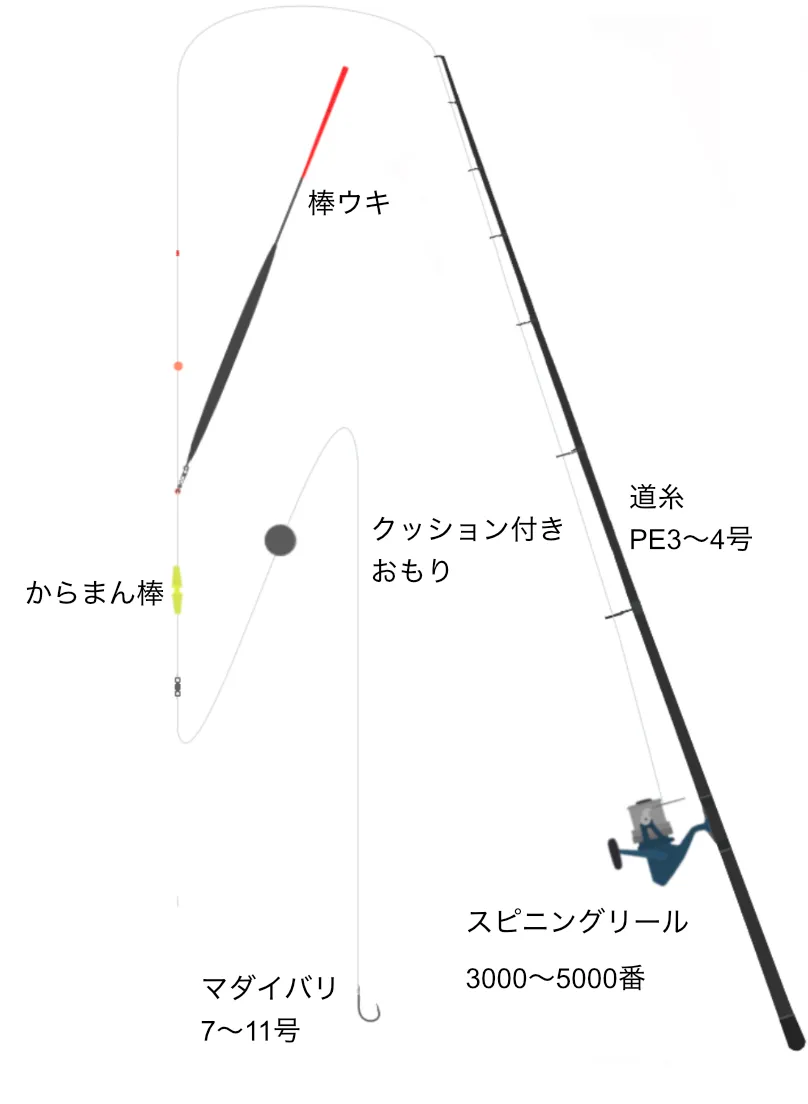 棒ウキ
道糸
PE3〜4号
クッション付き
おもり
からまん棒
スピニングリール
3000〜5000番
マダイバリ
7〜11号